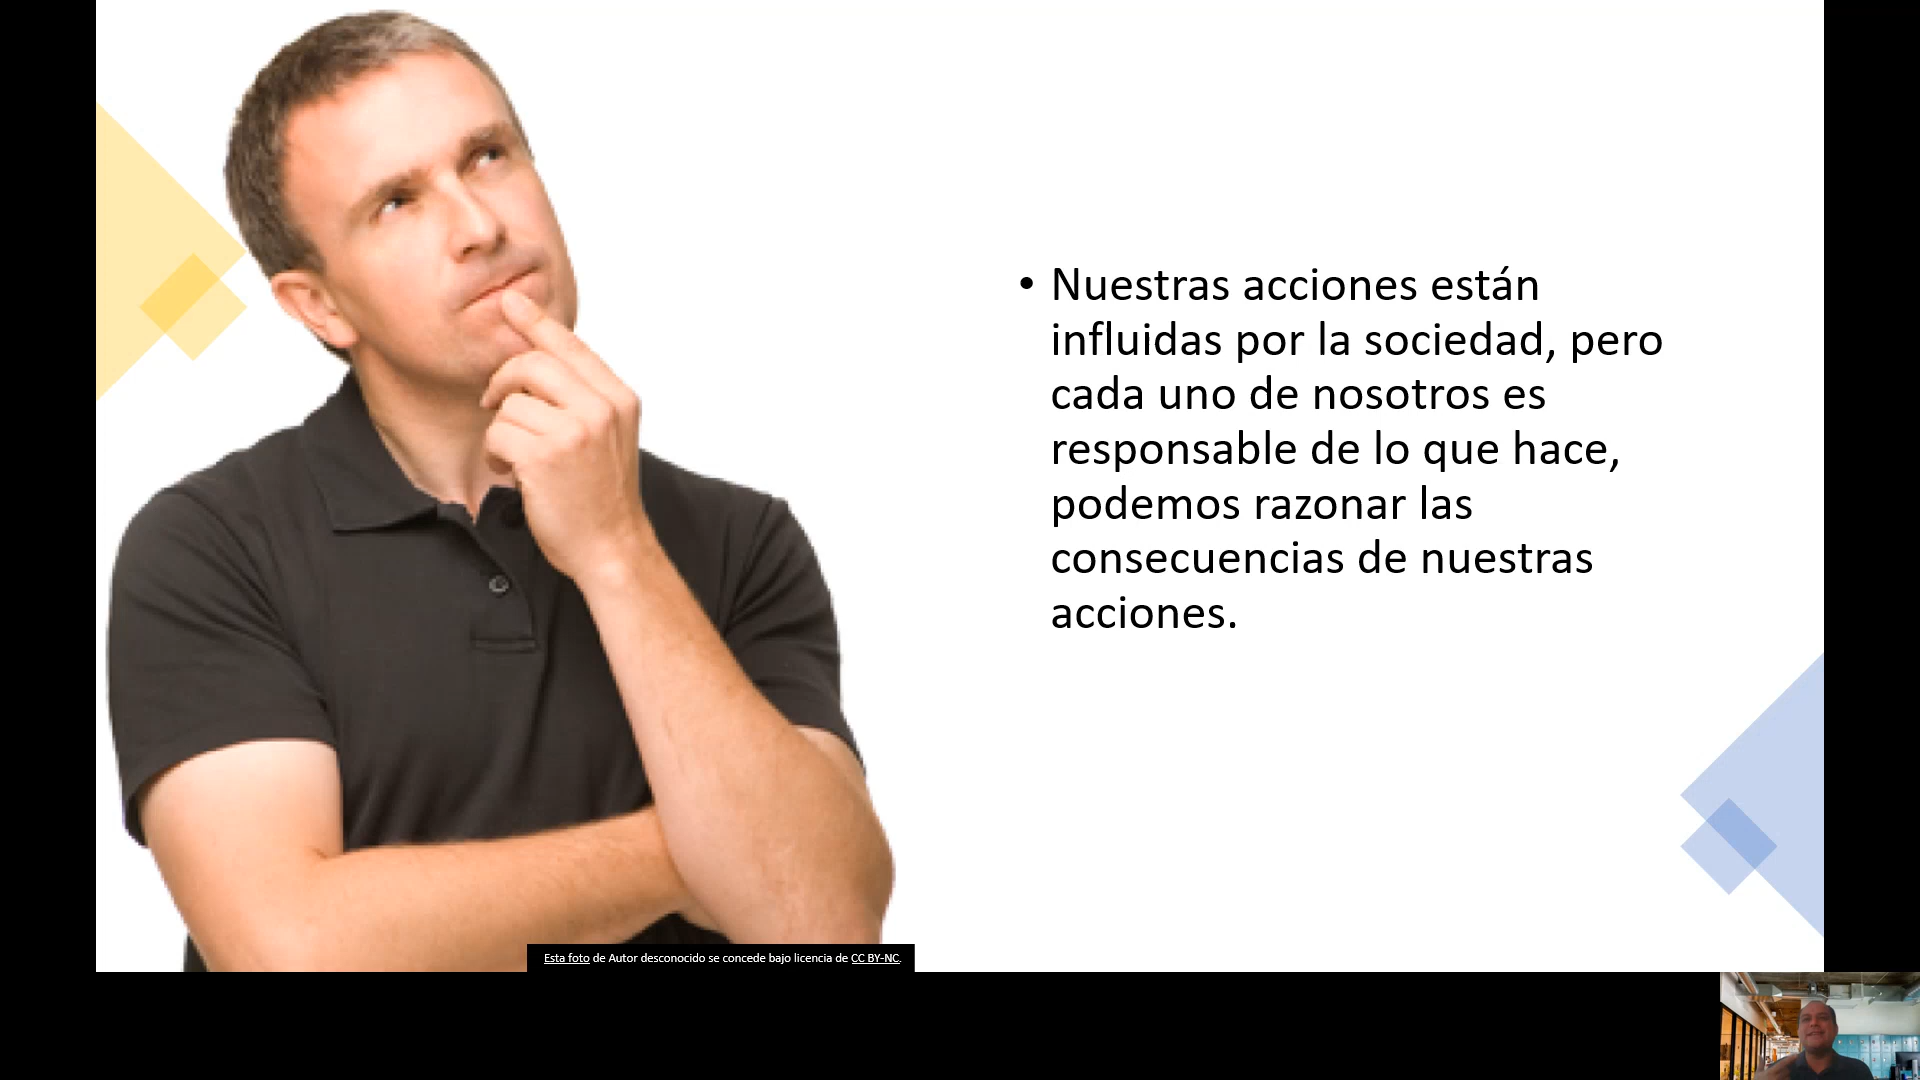 • Nuestras acciones están
influidas por la sociedad, pero
cada uno de nosotros es
responsable de lo que hace,
podemos razonar las
consecuencias de nuestras
acciones.
Esta foto de Autor desconocido se concede bajo licencia de CC BY-NC.